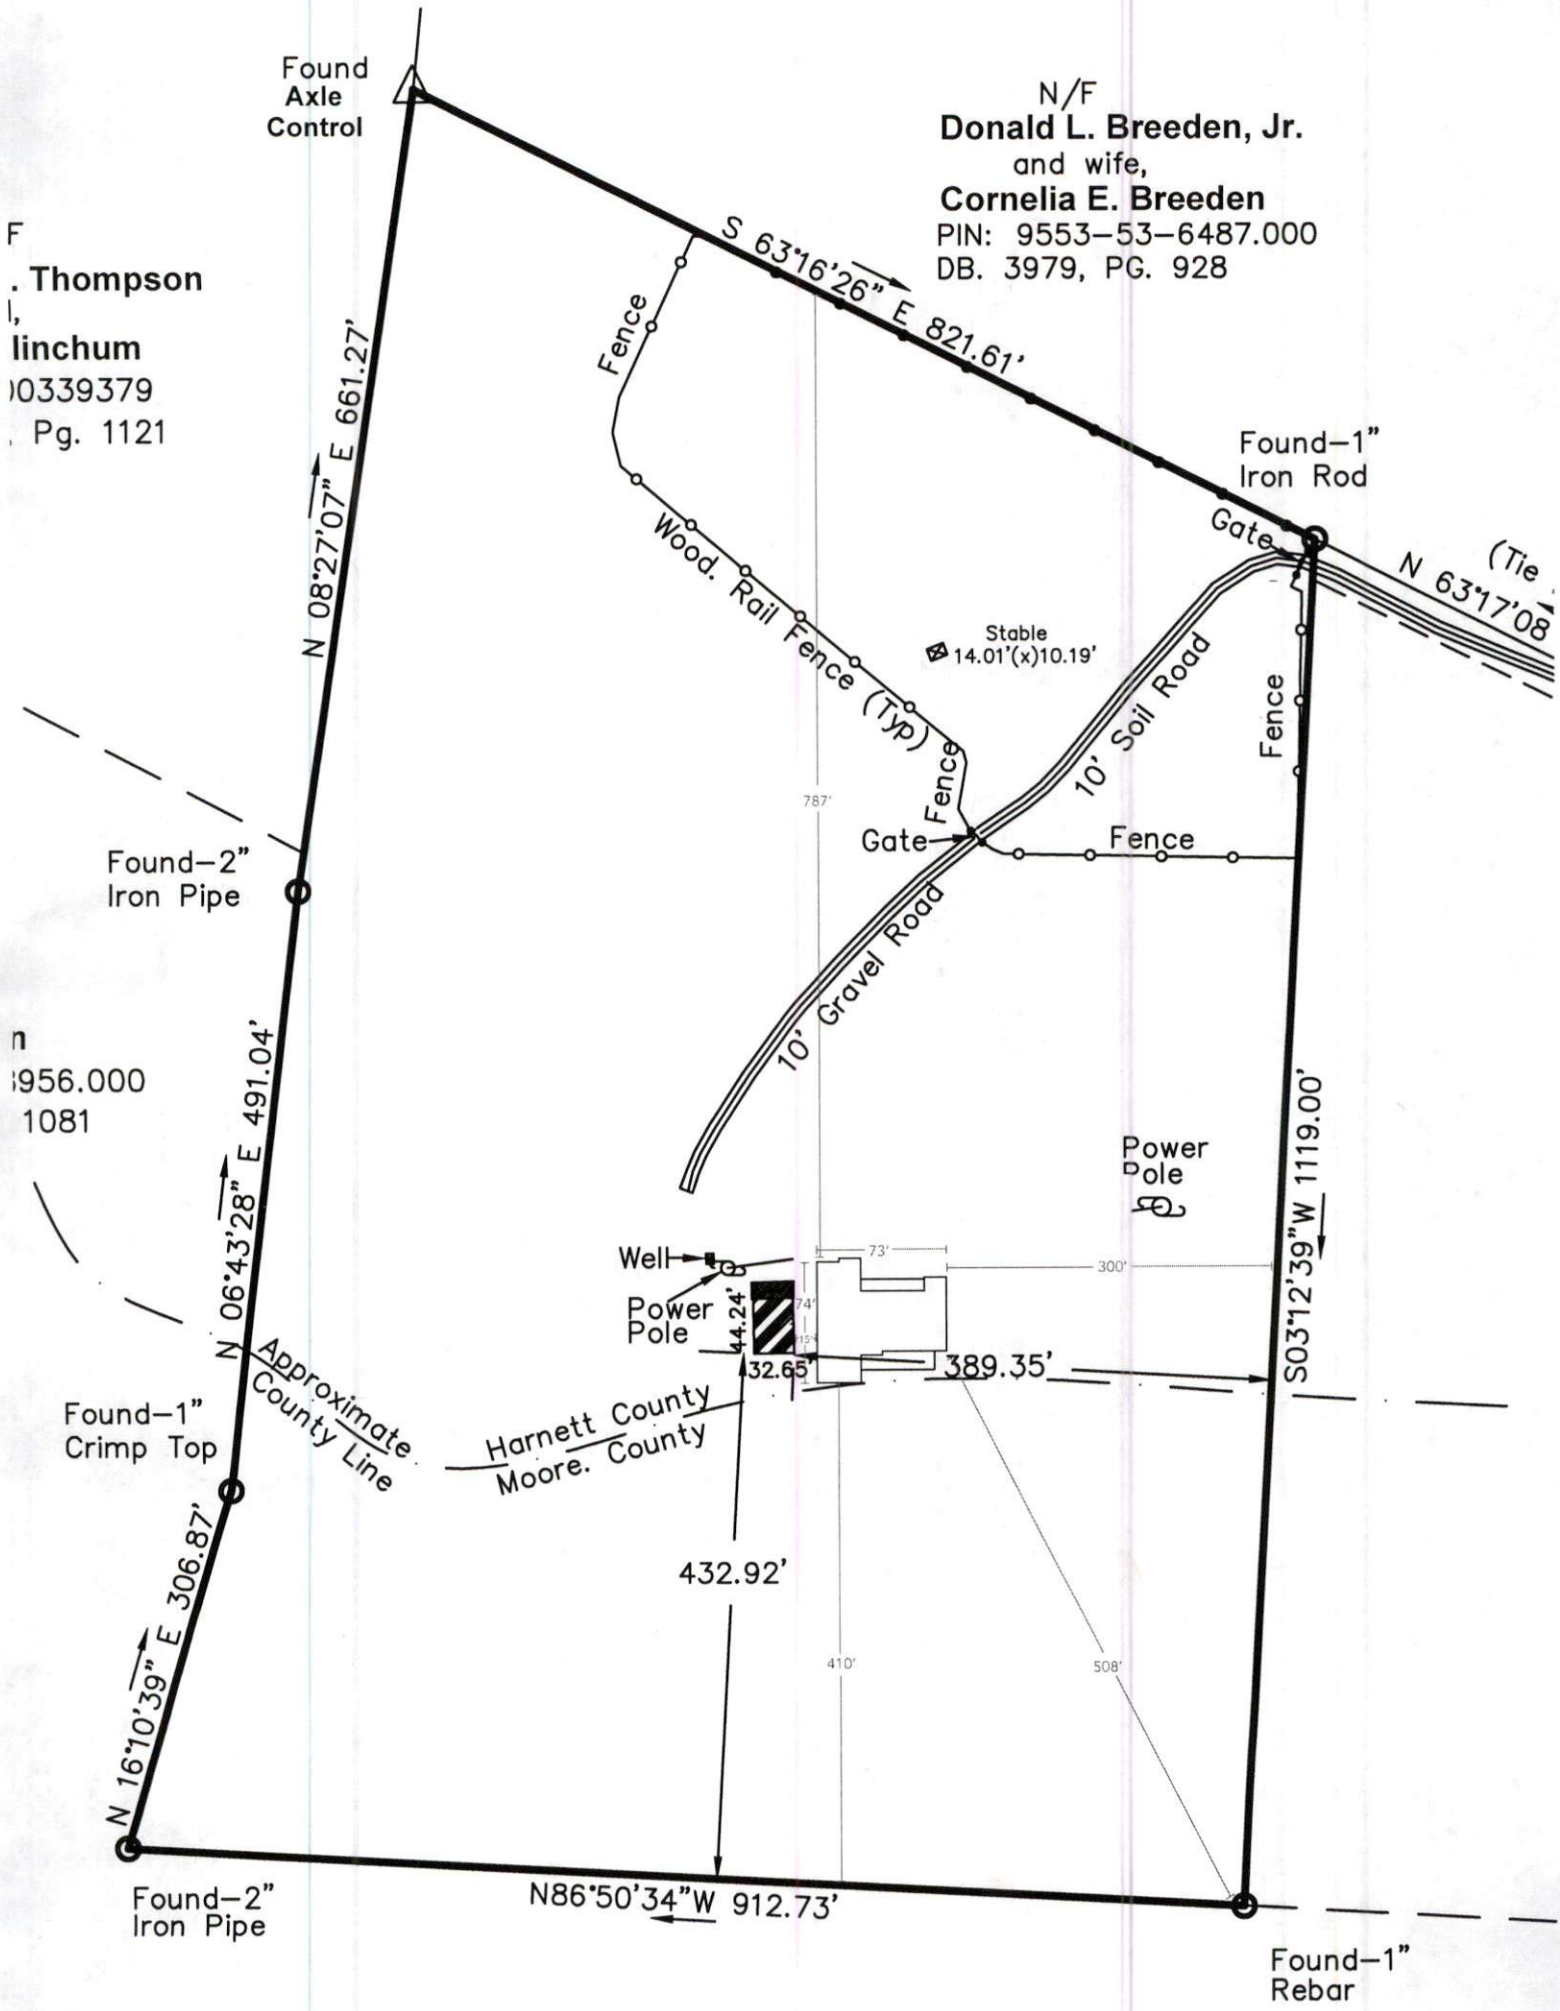 Found
Axle
Control
N/F
Donald L. Breeden, Jr.
and wife,
Cornelia E. Breeden
PIN: 9553-53-6487.000
DB. 3979, PG. 928
F
. Thompson
linchum
00339379
. Pg. 1121
S 63°16'26" E 821.61'
N 08°27'07" E 661.27'
Fence
Found-1"
Iron Rod
Gate
(Tie
N 63°17'08
Wood. Rail Fence (Typ)
Stable
14.01'(x)10.19'
10' Soil Road
Fence
787'
Fence
Gate
Fence
Found-2"
Iron Pipe
10' Gravel Road
n
956.000
1081
N 06°43'28" E 491.04'
S03°12'39"W 1119.00'
Power
Pole
Well
73'
300'
Power
Pole
44.24'
74'
15'
32.65'
389.35'
Approximate
County Line
Harnett County
Moore. County
Found-1"
Crimp Top
N 16°10'39" E 306.87'
432.92'
410'
508'
Found-2"
Iron Pipe
N86°50'34"W 912.73'
Found-1"
Rebar